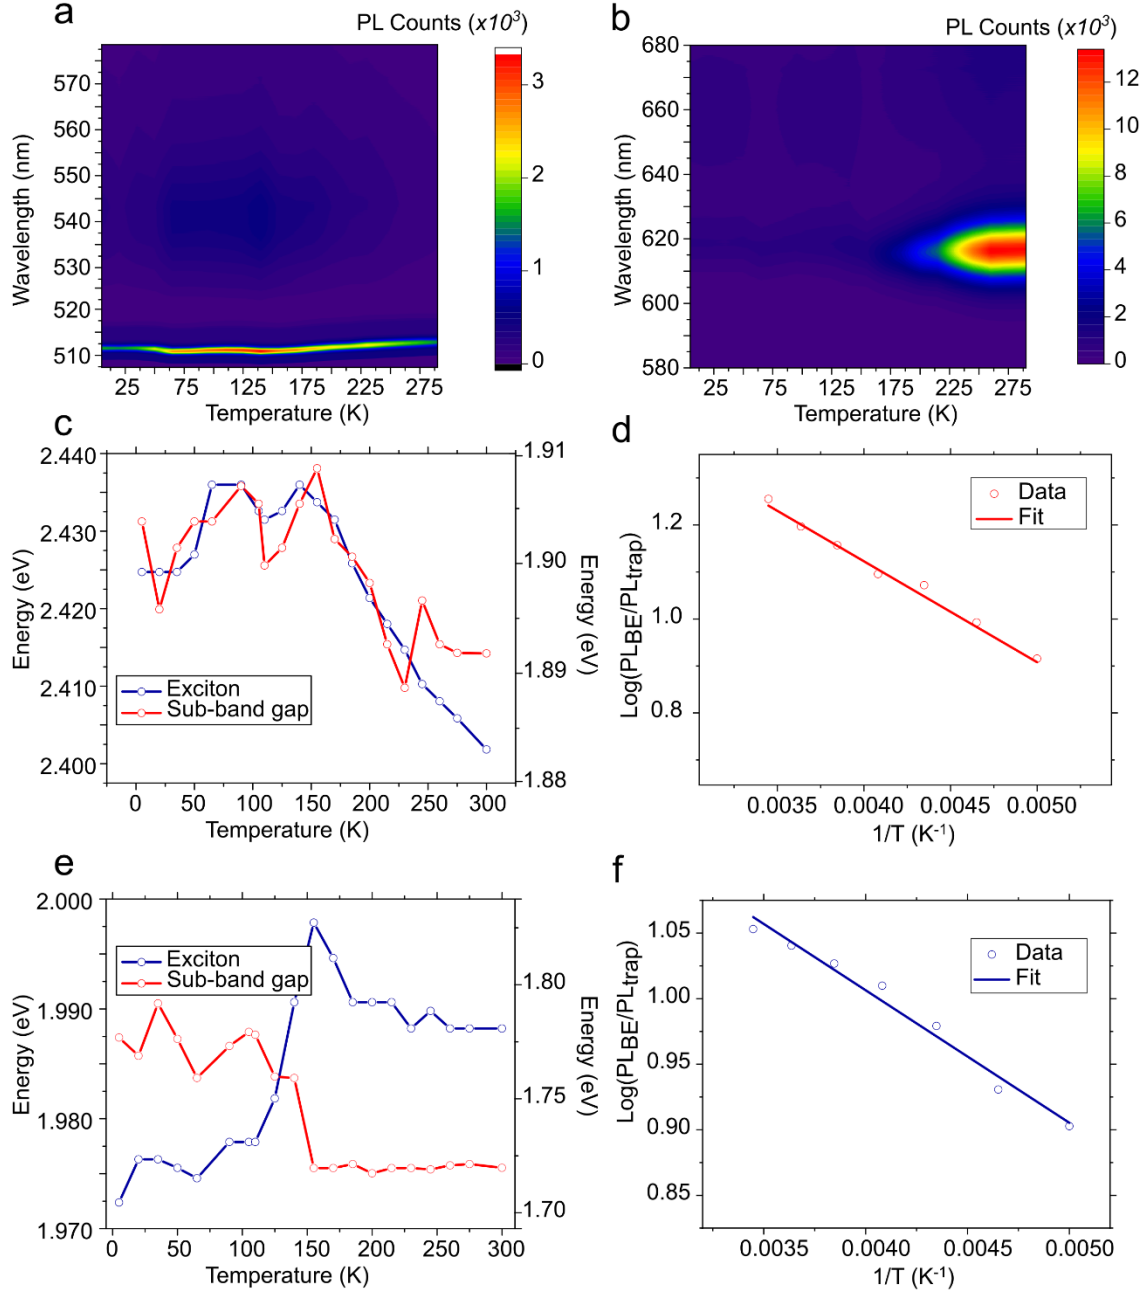 a
PL Counts (x10³)
570
560
550
540
530
520
510
Wavelength (nm)
25 75 125 175 225 275
Temperature (K)
3
2
1
0
b
PL Counts (x10³)
680
660
640
620
600
580
Wavelength (nm)
25 75 125 175 225 275
Temperature (K)
12
10
8
6
4
2
0
c
2.440
2.430
2.420
2.410
2.400
Energy (eV)
1.91
1.90
1.89
1.88
Energy (eV)
Exciton
Sub-band gap
0 50 100 150 200 250 300
Temperature (K)
d
1.2
1.0
0.8
Log(PLBE/PLtrap)
Data
Fit
0.0035 0.0040 0.0045 0.0050
1/T (K⁻¹)
e
2.000
1.990
1.980
1.970
Energy (eV)
1.80
1.75
1.70
Energy (eV)
Exciton
Sub-band gap
0 50 100 150 200 250 300
Temperature (K)
f
1.05
1.00
0.95
0.90
0.85
Log(PLBE/PLtrap)
Data
Fit
0.0035 0.0040 0.0045 0.0050
1/T (K⁻¹)